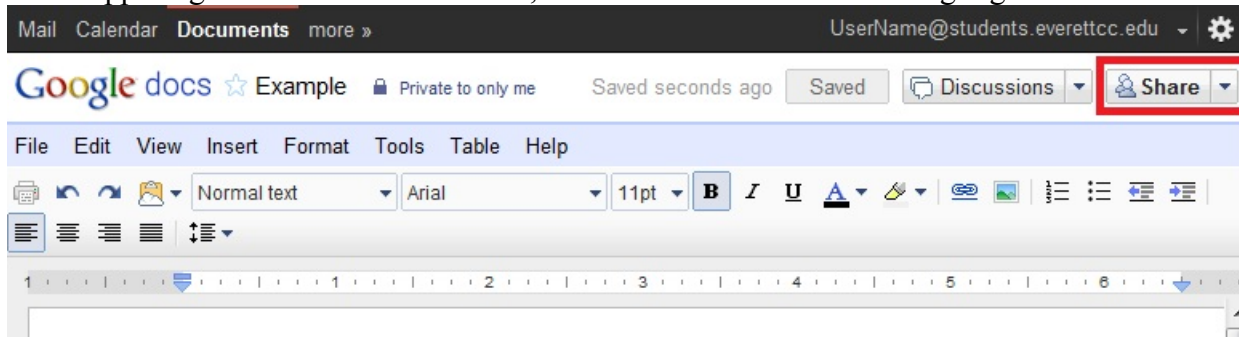 Mail Calendar Documents more » UserName@students.everettcc.edu
Google docs Example Private to only me Saved seconds ago Saved Discussions Share
File Edit View Insert Format Tools Table Help
Normal text Arial 11pt B I U A
1 1 2 3 4 5 6